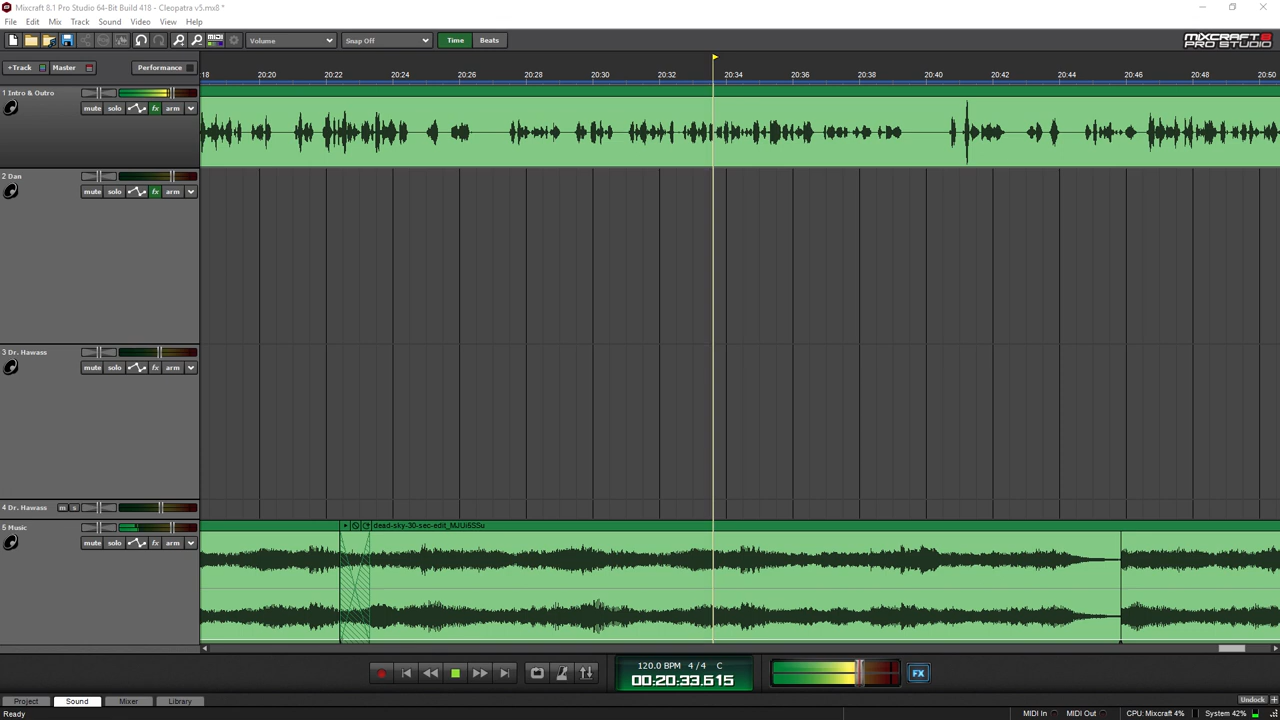 Mixcraft 8.1 Pro Studio 64-Bit Build 418 - Cleopatra v5.mx8 *
File Edit Mix Track Sound Video View Help
Volume Snap Off Time Beats MIXCRAFT 8 PRO STUDIO
+Track Master Performance
:18 20:20 20:22 20:24 20:26 20:28 20:30 20:32 20:34 20:36 20:38 20:40 20:42 20:44 20:46 20:48 20:50
1 Intro & Outro
mute solo fx arm
2 Dan
mute solo fx arm
3 Dr. Hawass
mute solo fx arm
4 Dr. Hawass m s
5 Music dead-sky-30-sec-edit_MJUi5SSu
mute solo fx arm
120.0 BPM 4 / 4 C
00:20:33.615 FX
Project Sound Mixer Library Undock
Ready MIDI In MIDI Out CPU: Mixcraft 4% System 42%